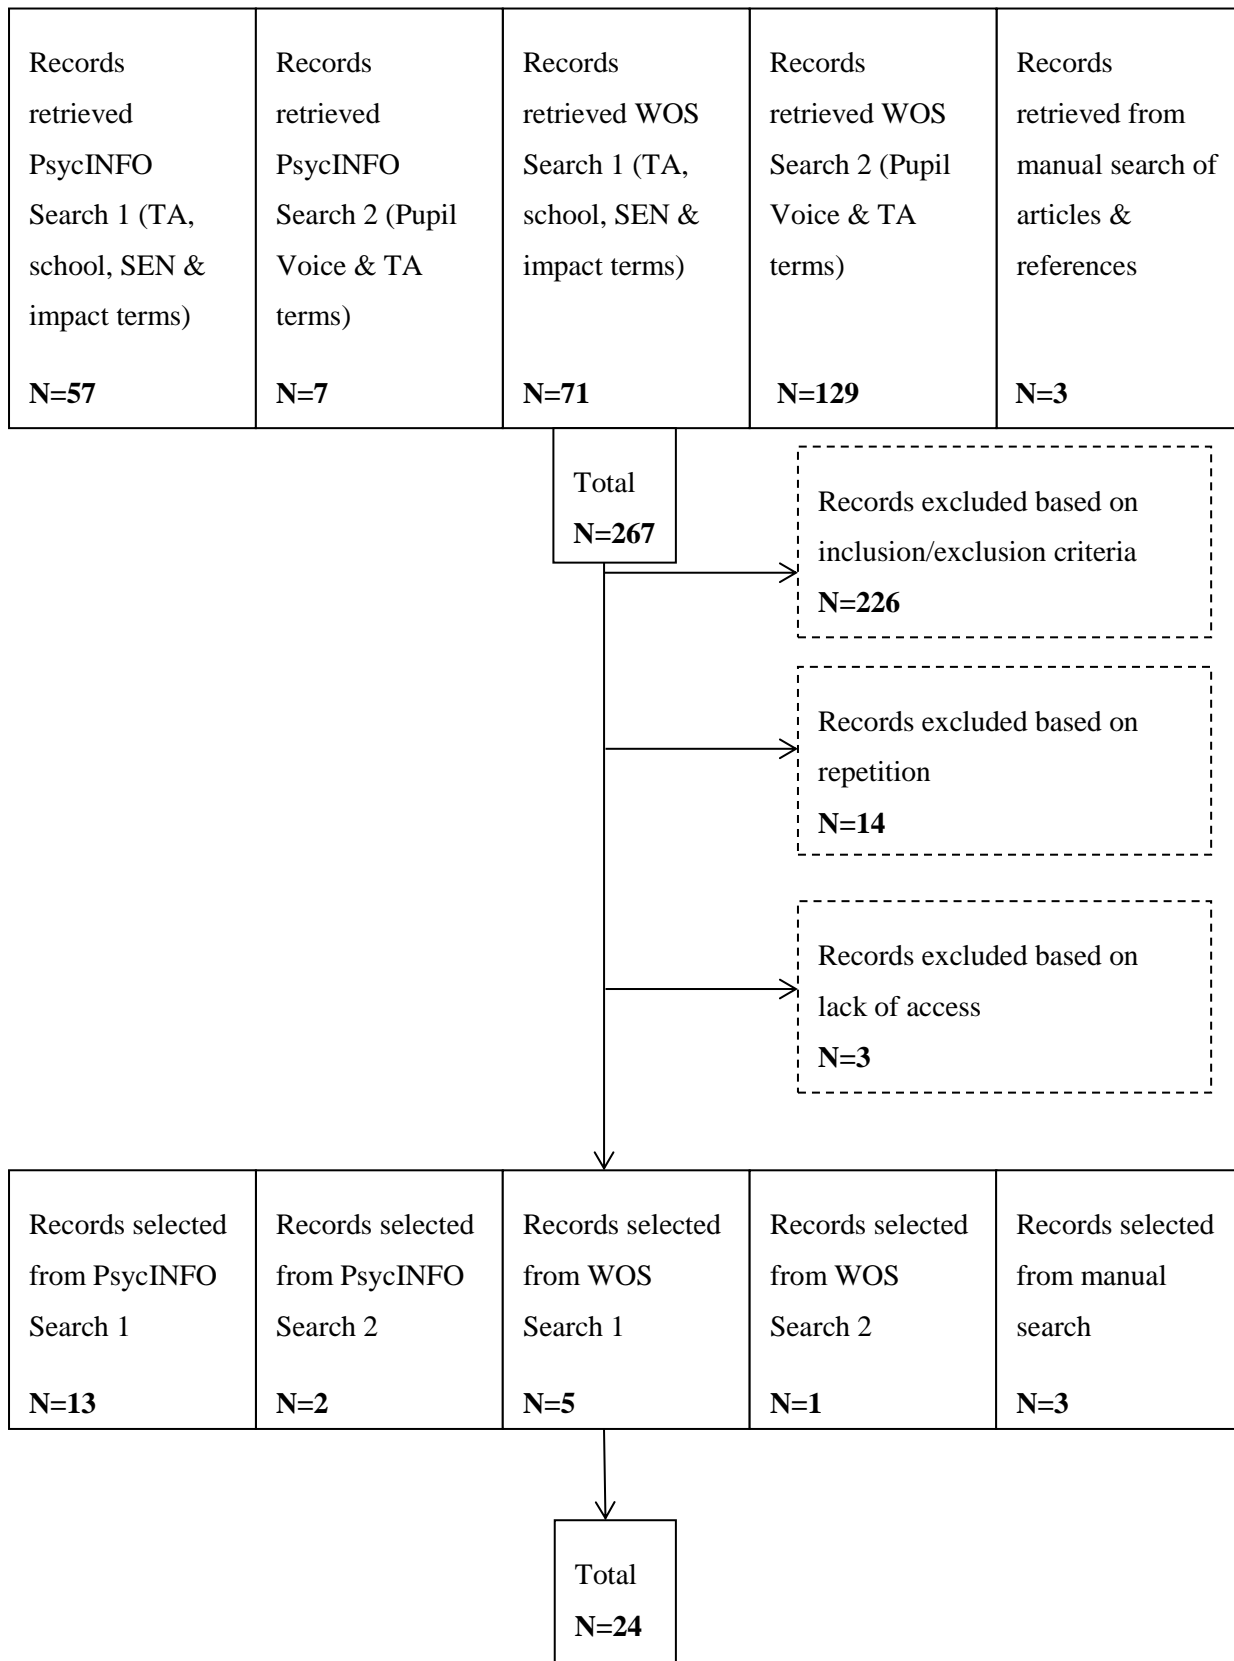 Records
retrieved
PsycINFO
Search 1 (TA,
school, SEN &
impact terms)
N=57
Records
retrieved
PsycINFO
Search 2 (Pupil
Voice & TA
terms)
N=7
Records
retrieved WOS
Search 1 (TA,
school, SEN &
impact terms)
N=71
Records
retrieved WOS
Search 2 (Pupil
Voice & TA
terms)
N=129
Records
retrieved from
manual search of
articles &
references
N=3
Total
N=267
Records excluded based on
inclusion/exclusion criteria
N=226
Records excluded based on
repetition
N=14
Records excluded based on
lack of access
N=3
Records selected
from PsycINFO
Search 1
N=13
Records selected
from PsycINFO
Search 2
N=2
Records selected
from WOS
Search 1
N=5
Records selected
from WOS
Search 2
N=1
Records selected
from manual
search
N=3
Total
N=24